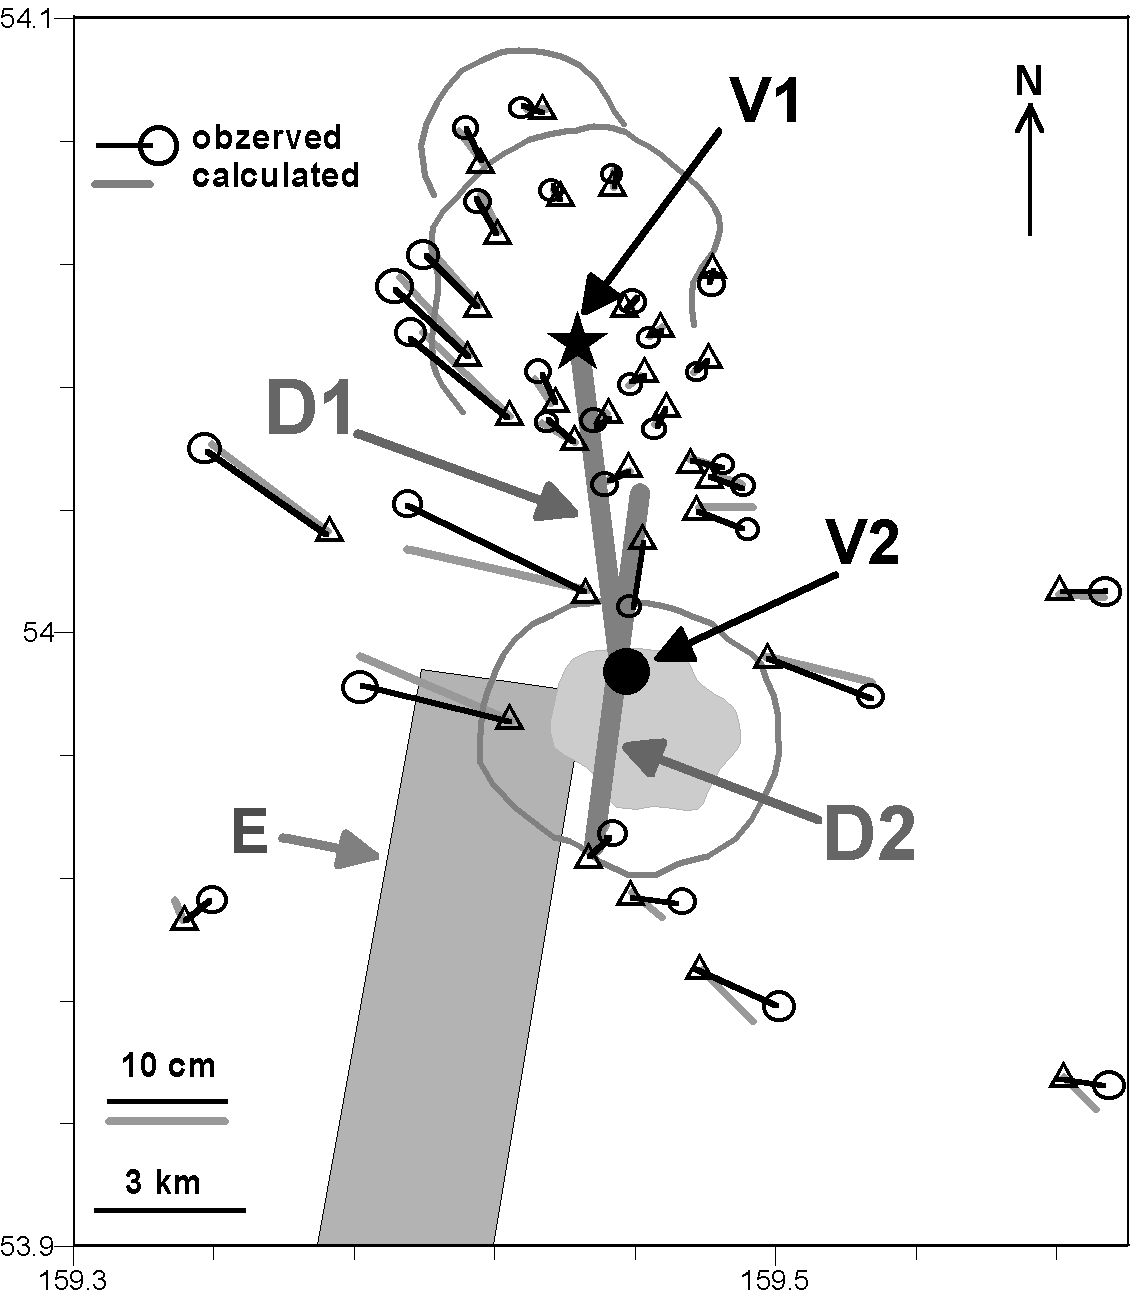 54.1
V1
N
obzerved
calculated
D1
V2
54
D2
E
10 cm
3 km
53.9
159.3
159.5